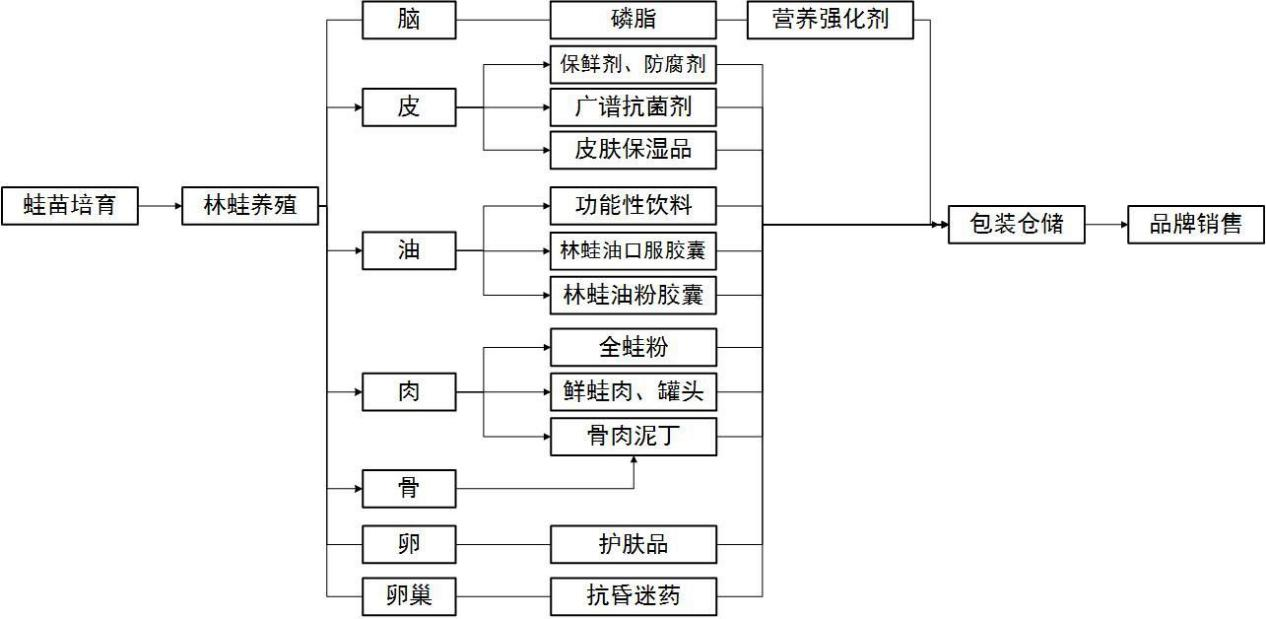 脑
磷脂
营养强化剂
保鲜剂、防腐剂
皮
广谱抗菌剂
皮肤保湿品
蛙苗培育
林蛙养殖
功能性饮料
包装仓储
品牌销售
油
林蛙油口服胶囊
林蛙油粉胶囊
全蛙粉
肉
鲜蛙肉、罐头
骨肉泥丁
骨
卵
护肤品
卵巢
抗昏迷药